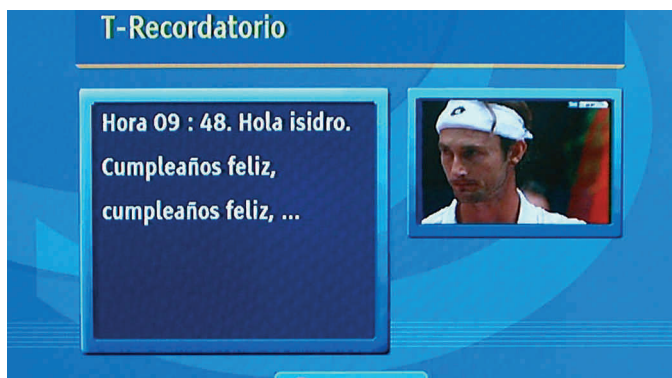 T-Recordatorio
Hora 09 : 48. Hola isidro.
Cumpleaños feliz,
cumpleaños feliz, ...